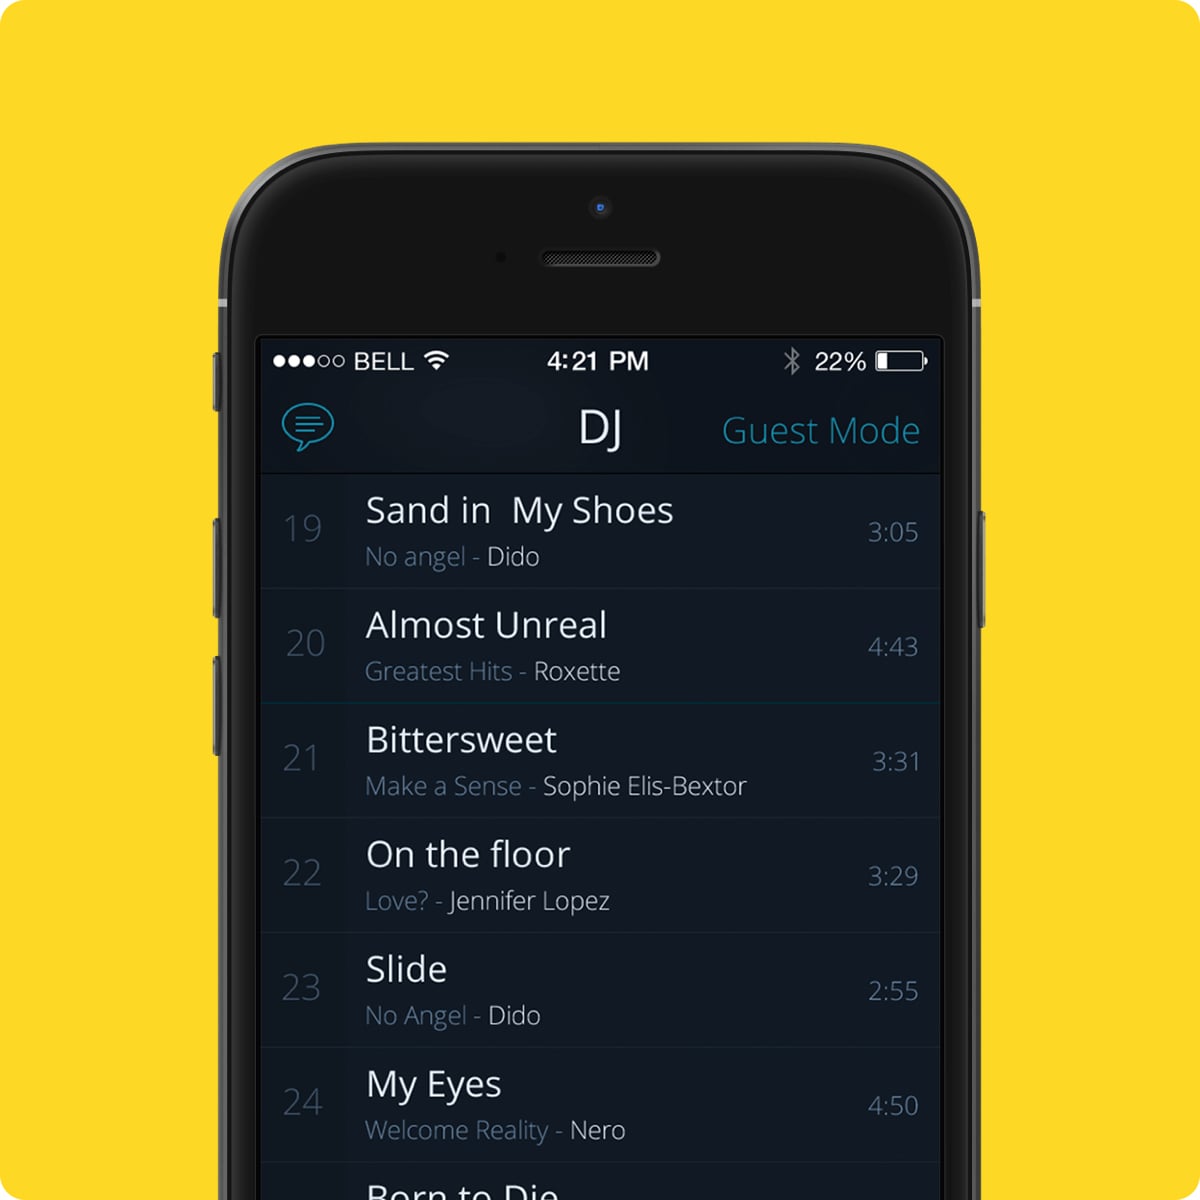 BELL 4:21 PM 22%
DJ Guest Mode
19 Sand in My Shoes 3:05
No angel - Dido
20 Almost Unreal 4:43
Greatest Hits - Roxette
21 Bittersweet 3:31
Make a Sense - Sophie Elis-Bextor
22 On the floor 3:29
Love? - Jennifer Lopez
23 Slide 2:55
No Angel - Dido
24 My Eyes 4:50
Welcome Reality - Nero
Born to Die